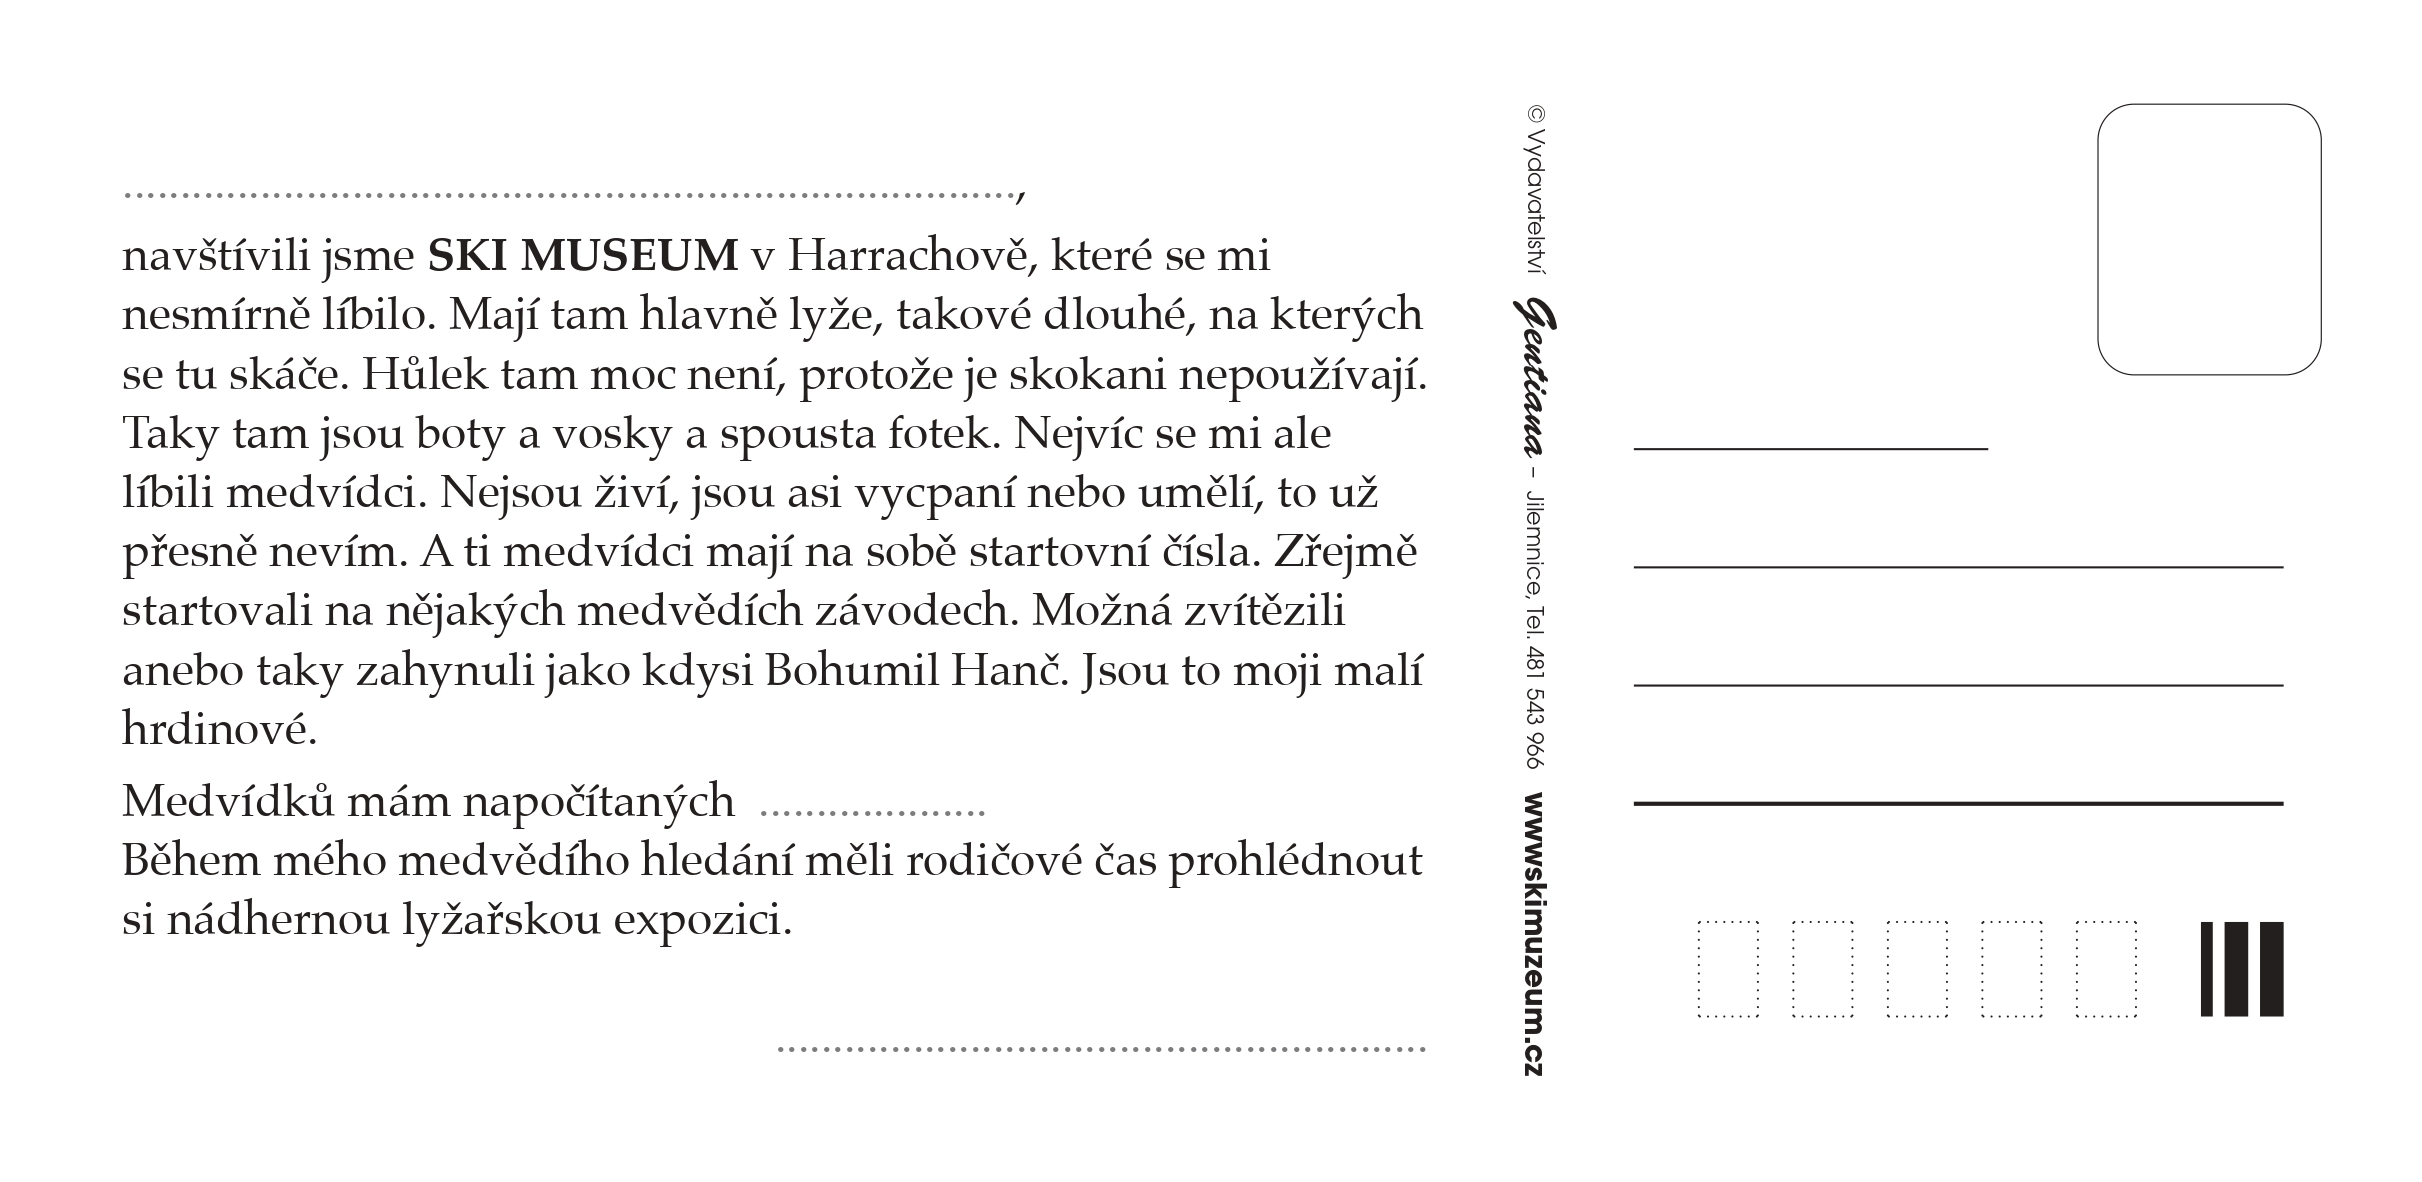 ............................................................................,
navštívili jsme SKI MUSEUM v Harrachově, které se mi
nesmírně líbilo. Mají tam hlavně lyže, takové dlouhé, na kterých
se tu skáče. Hůlek tam moc není, protože je skokani nepoužívají.
Taky tam jsou boty a vosky a spousta fotek. Nejvíc se mi ale
líbili medvídci. Nejsou živí, jsou asi vycpaní nebo umělí, to už
přesně nevím. A ti medvídci mají na sobě startovní čísla. Zřejmě
startovali na nějakých medvědích závodech. Možná zvítězili
anebo taky zahynuli jako kdysi Bohumil Hanč. Jsou to moji malí
hrdinové.
Medvídků mám napočítaných ....................
Během mého medvědího hledání měli rodičové čas prohlédnout
si nádhernou lyžařskou expozici.
........................................................
© Vydavatelství Gentiana – Jilemnice, Tel. 481 543 966 www.skimuzeum.cz